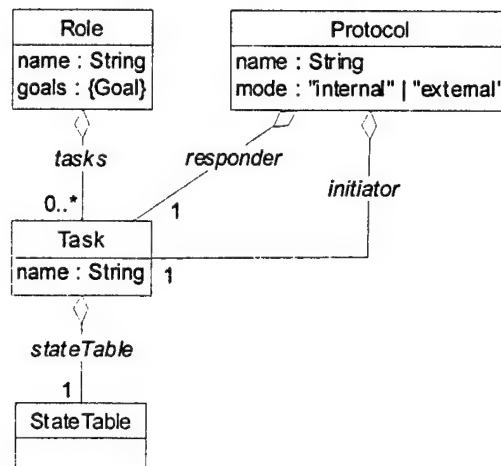 Role
name : String
goals : {Goal}
Protocol
name : String
mode : "internal" | "external"
tasks
responder
initiator
0..*
1
Task
name : String
1
stateTable
1
StateTable